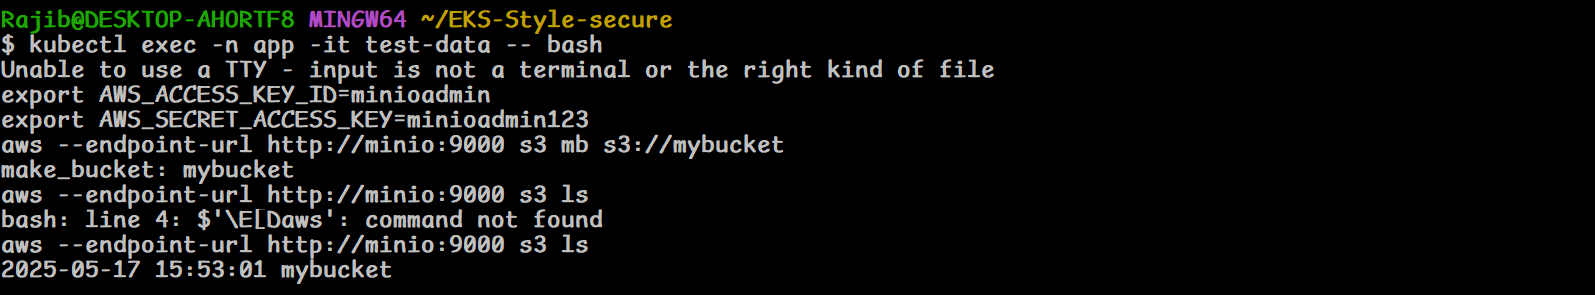 Rajib@DESKTOP-AHORTF8 MINGW64 ~/EKS-Style-secure
$ kubectl exec -n app -it test-data -- bash
Unable to use a TTY - input is not a terminal or the right kind of file
export AWS_ACCESS_KEY_ID=minioadmin
export AWS_SECRET_ACCESS_KEY=minioadmin123
aws --endpoint-url http://minio:9000 s3 mb s3://mybucket
make_bucket: mybucket
aws --endpoint-url http://minio:9000 s3 ls
bash: line 4: $'\E[Daws': command not found
aws --endpoint-url http://minio:9000 s3 ls
2025-05-17 15:53:01 mybucket